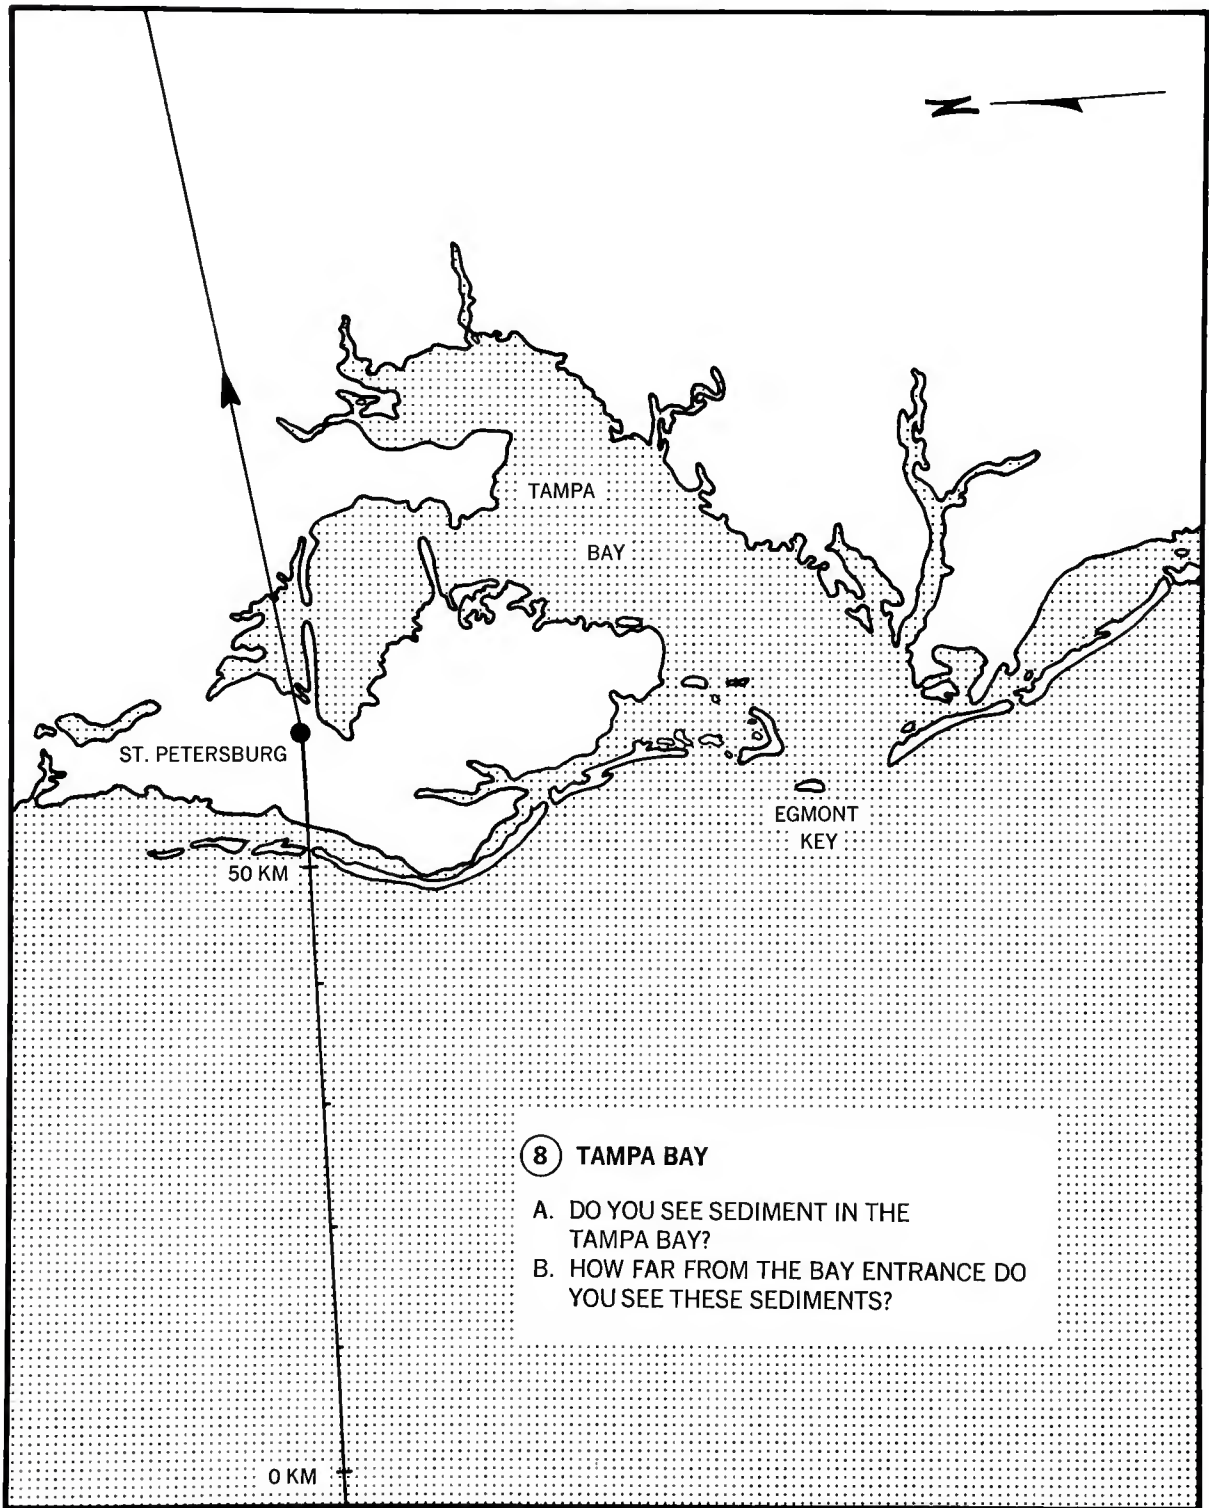 N
TAMPA
BAY
ST. PETERSBURG
EGMONT
KEY
50 KM
8 TAMPA BAY
A. DO YOU SEE SEDIMENT IN THE
TAMPA BAY?
B. HOW FAR FROM THE BAY ENTRANCE DO
YOU SEE THESE SEDIMENTS?
0 KM